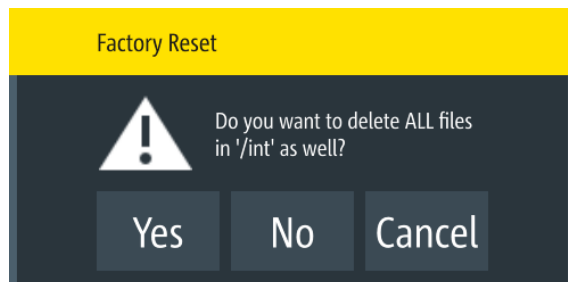 Factory Reset
Do you want to delete ALL files
in '/int' as well?
Yes No Cancel